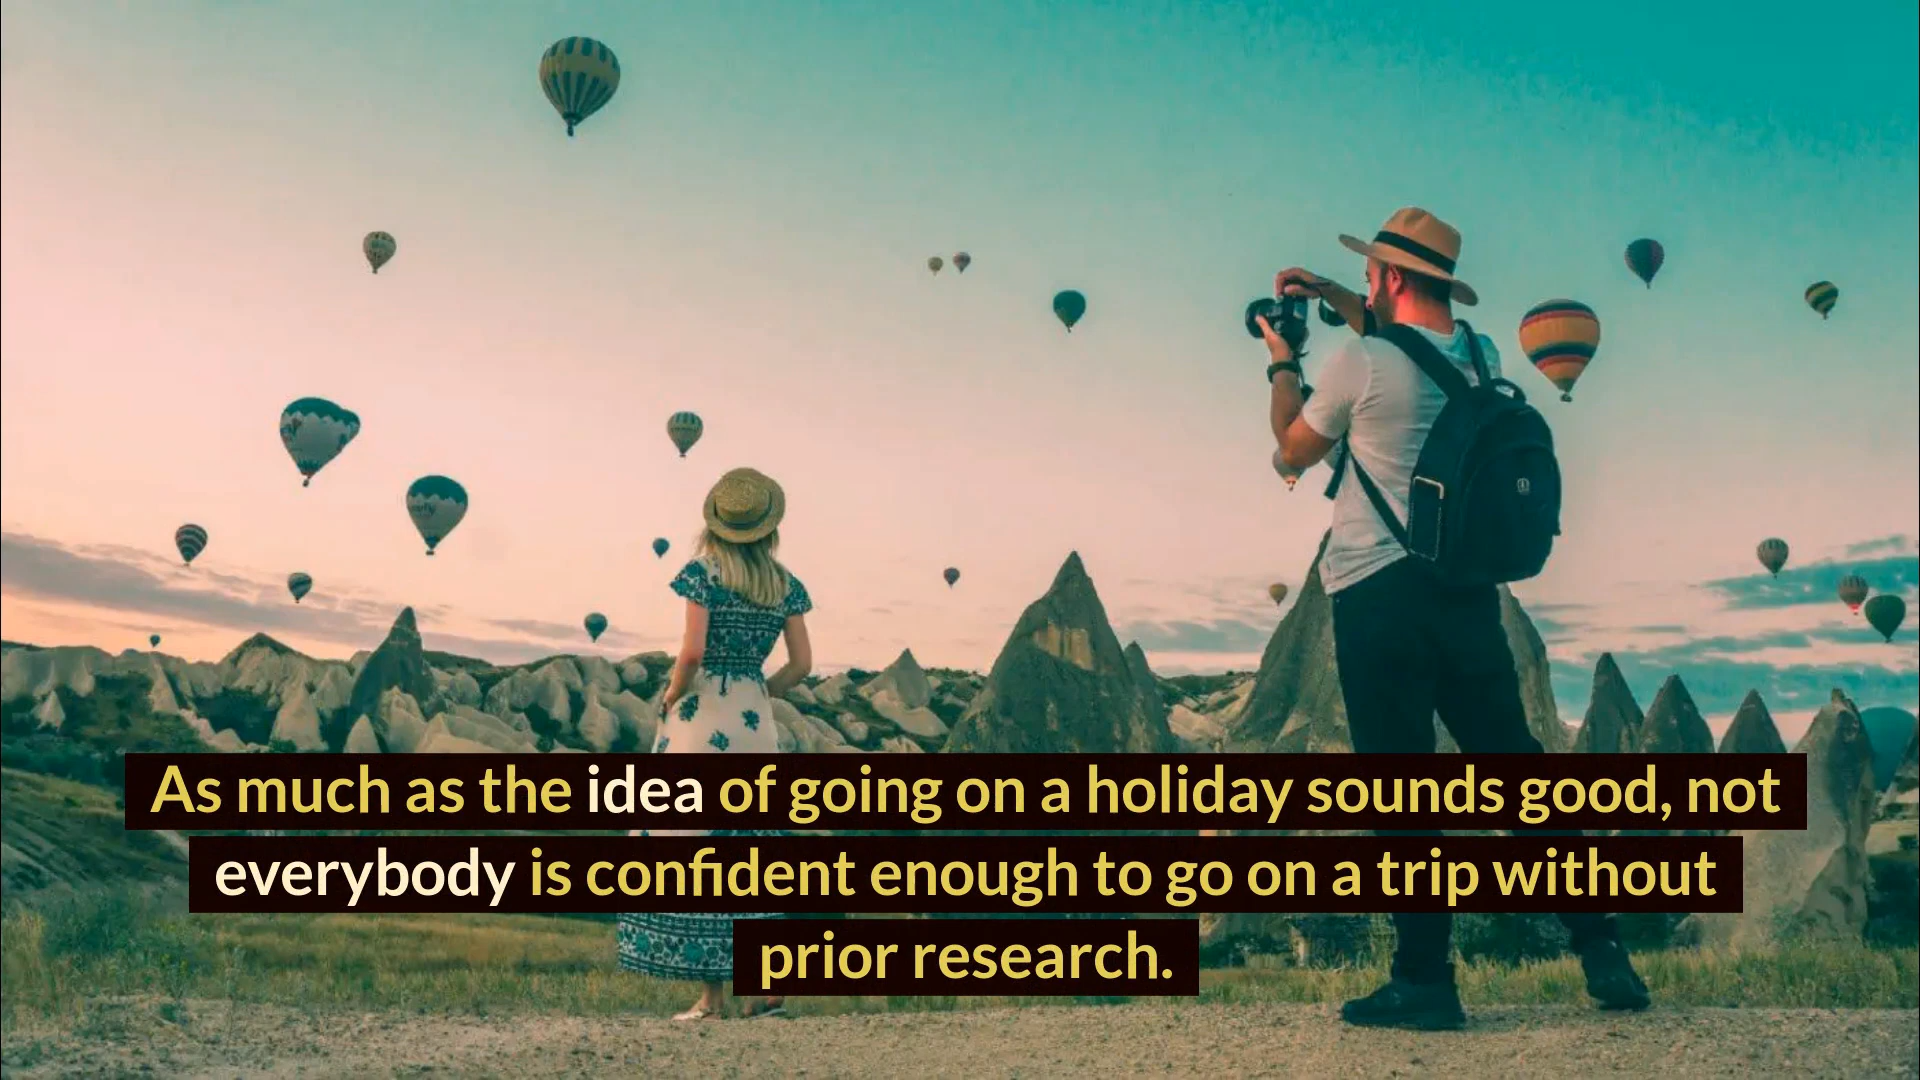 As much as the idea of going on a holiday sounds good, not
everybody is confident enough to go on a trip without
prior research.